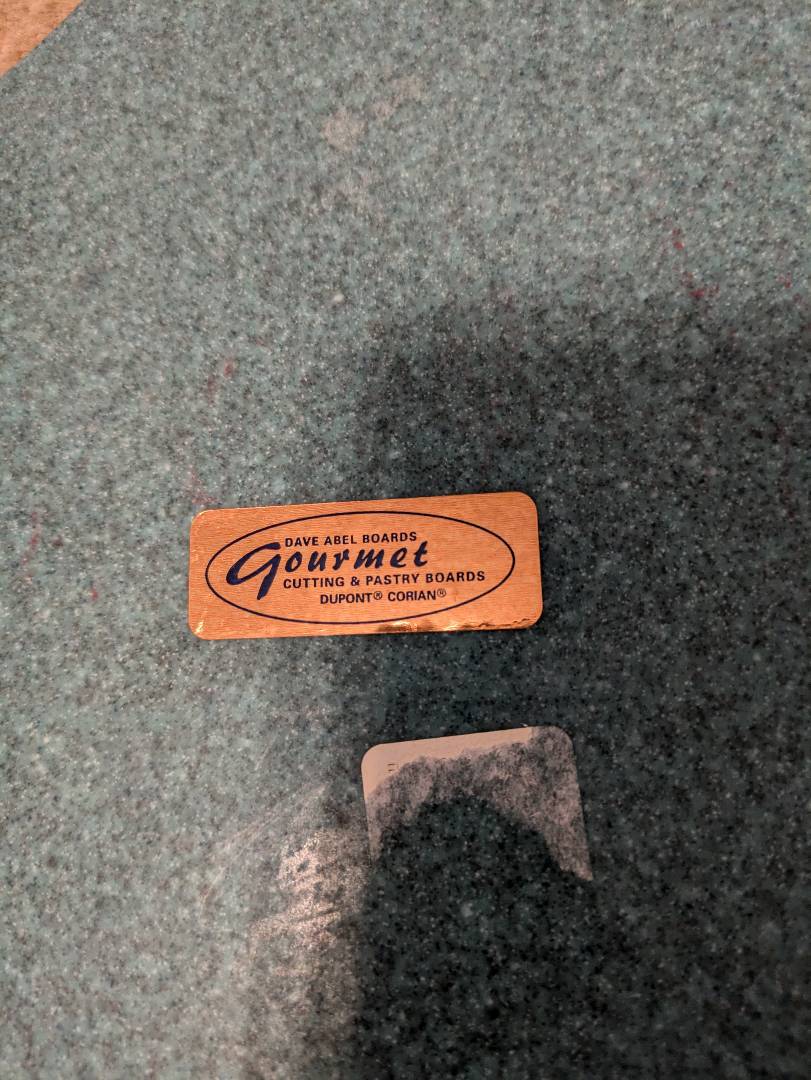 DAVE ABEL BOARDS
Gourmet
CUTTING & PASTRY BOARDS
DUPONT® CORIAN®